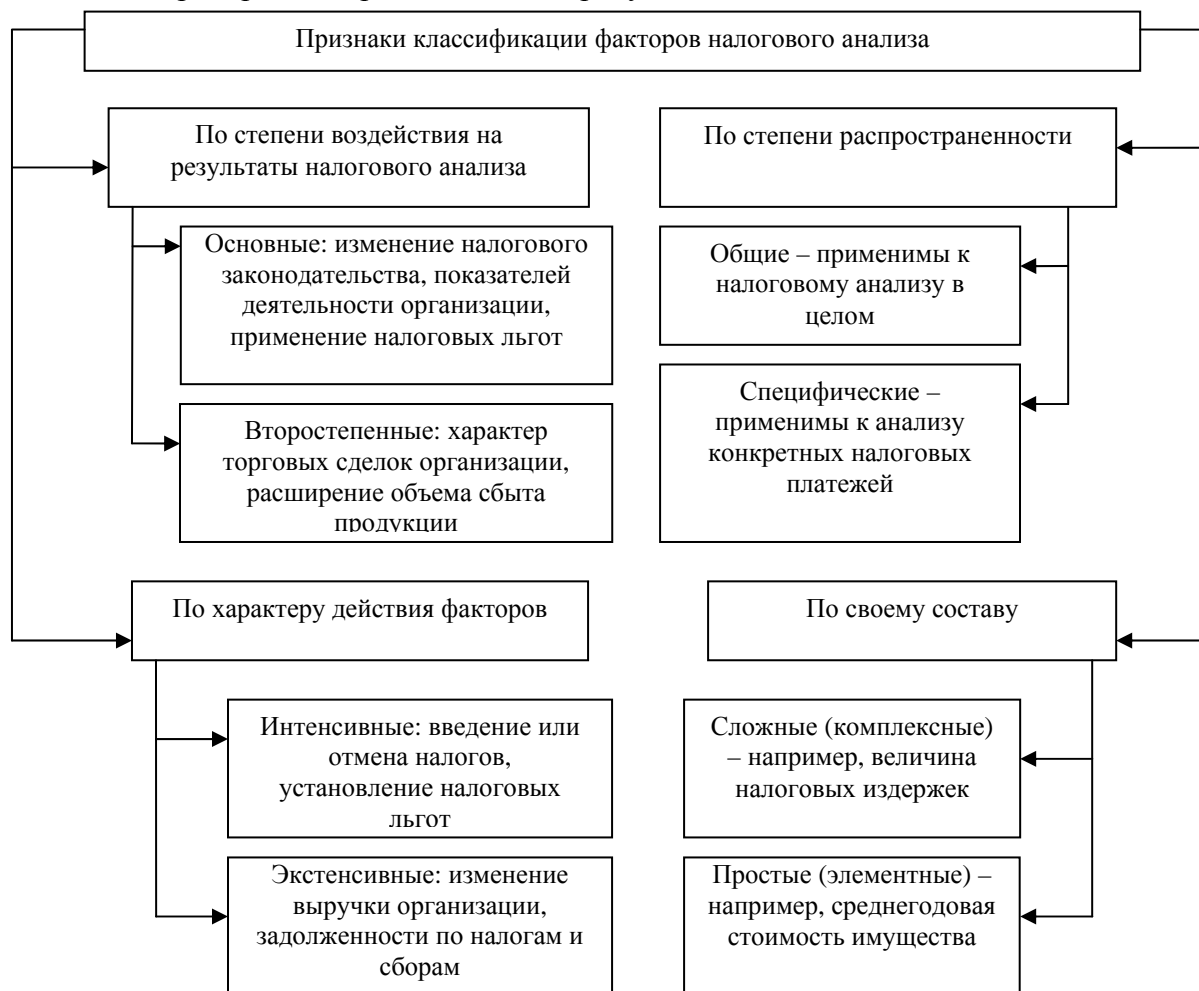 Признаки классификации факторов налогового анализа
По степени воздействия на
результаты налогового анализа
Основные: изменение налогового
законодательства, показателей
деятельности организации,
применение налоговых льгот
Второстепенные: характер
торговых сделок организации,
расширение объема сбыта
продукции
По степени распространенности
Общие – применимы к
налоговому анализу в
целом
Специфические –
применимы к анализу
конкретных налоговых
платежей
По характеру действия факторов
Интенсивные: введение или
отмена налогов,
установление налоговых
льгот
Экстенсивные: изменение
выручки организации,
задолженности по налогам и
сборам
По своему составу
Сложные (комплексные)
– например, величина
налоговых издержек
Простые (элементные) –
например, среднегодовая
стоимость имущества